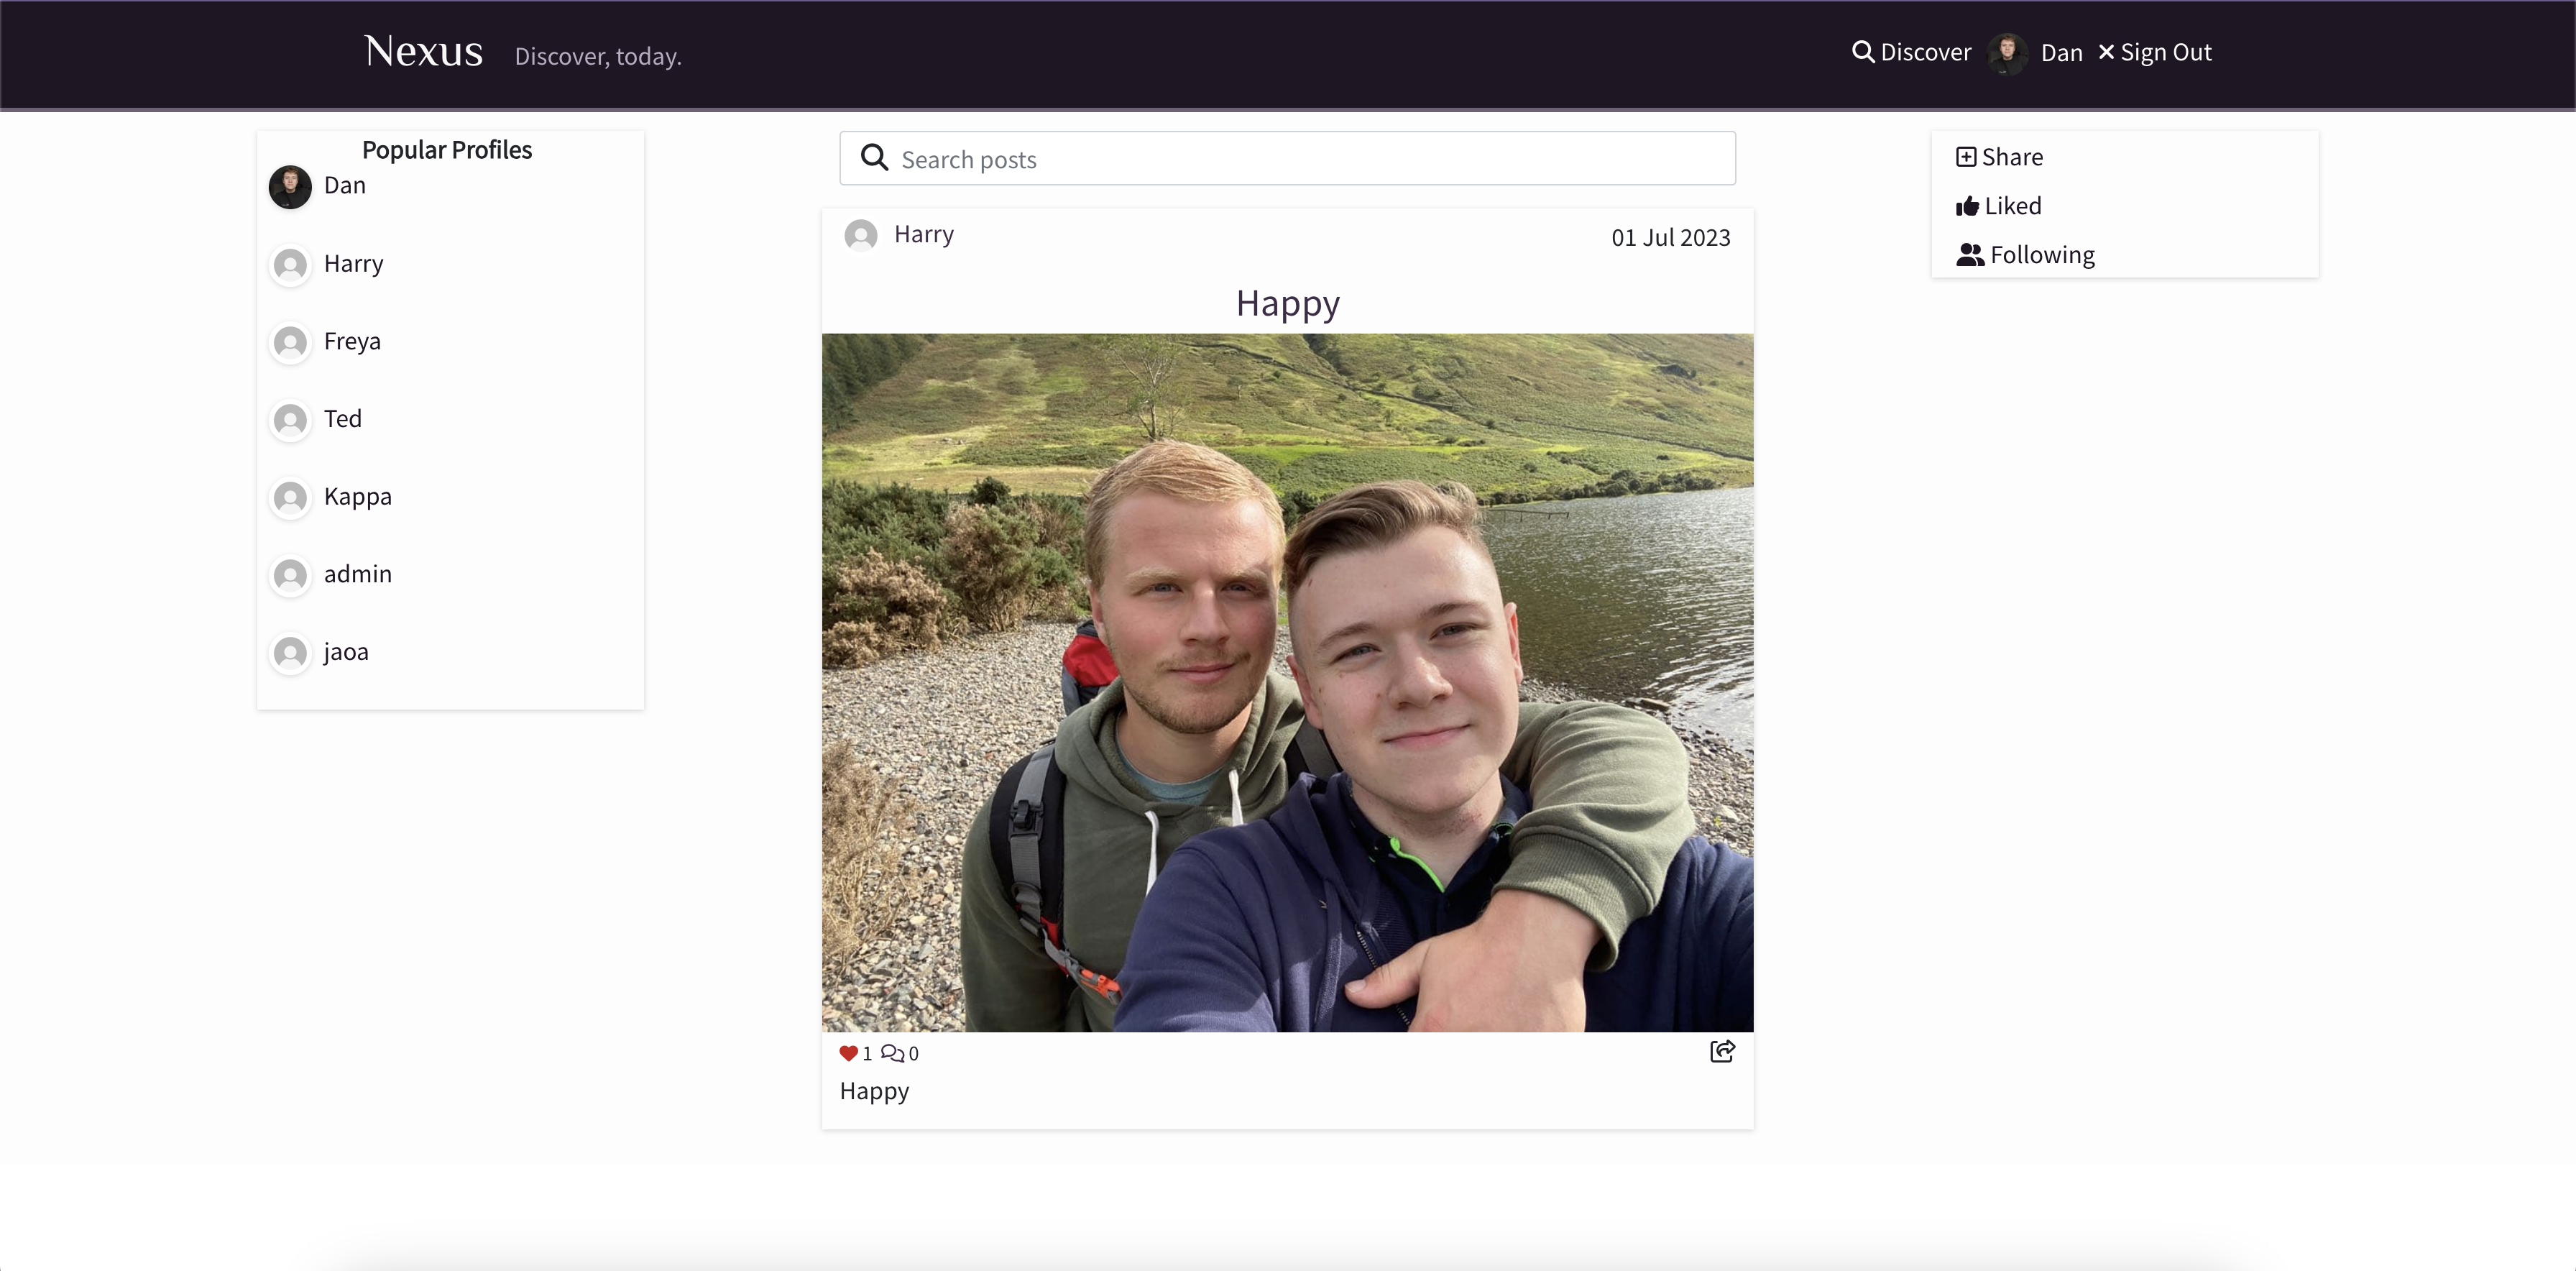 Nexus Discover, today. Discover Dan Sign Out
Popular Profiles
Dan
Harry
Freya
Ted
Kappa
admin
jaoa
Search posts
Harry 01 Jul 2023
Happy
1 0
Happy
Share
Liked
Following